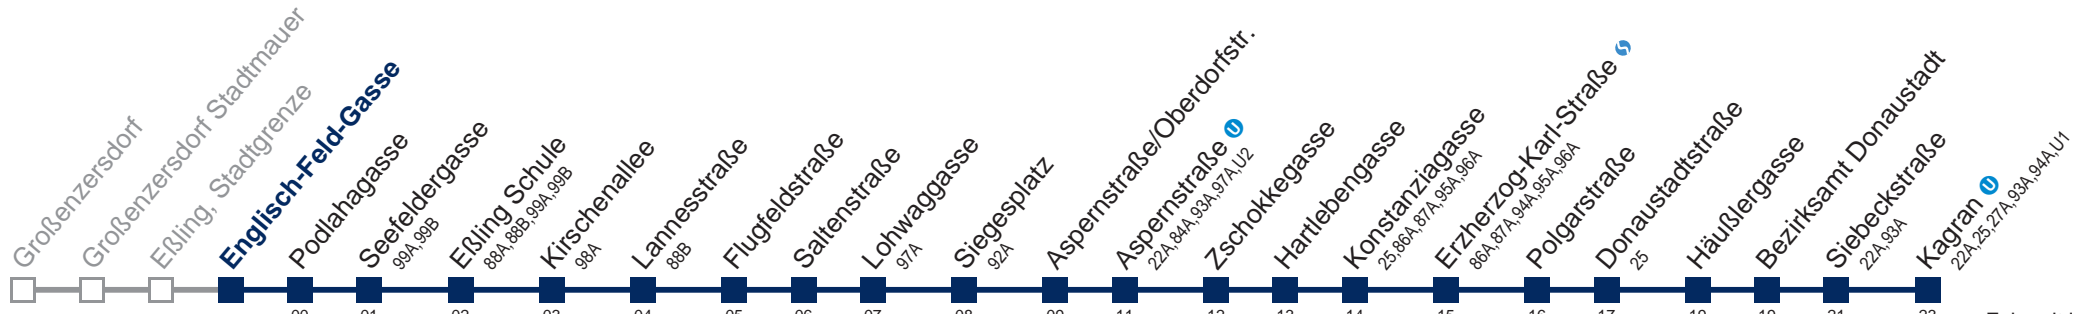 Großenzersdorf
Großenzersdorf Stadtmauer
Eßling, Stadtgrenze
Englisch-Feld-Gasse
Podlahagasse
Seefeldergasse
99A,99B
Eßling Schule
88A,88B,99A,99B
Kirschenallee
98A
Lannesstraße
88B
Flugfeldstraße
Saltenstraße
Lohwaggasse
97A
Siegesplatz
92A
Aspernstraße/Oberdorfstr.
Aspernstraße U
22A,84A,93A,97A,U2
Zschokkegasse
Hartlebengasse
Konstanziagasse
25,86A,87A,95A,96A
Erzherzog-Karl-Straße S
86A,87A,94A,95A,96A
Polgarstraße
Donaustadtstraße
25
Häußlergasse
Bezirksamt Donaustadt
Siebeckstraße
22A,93A
Kagran U
22A,25,27A,93A,94A,U1